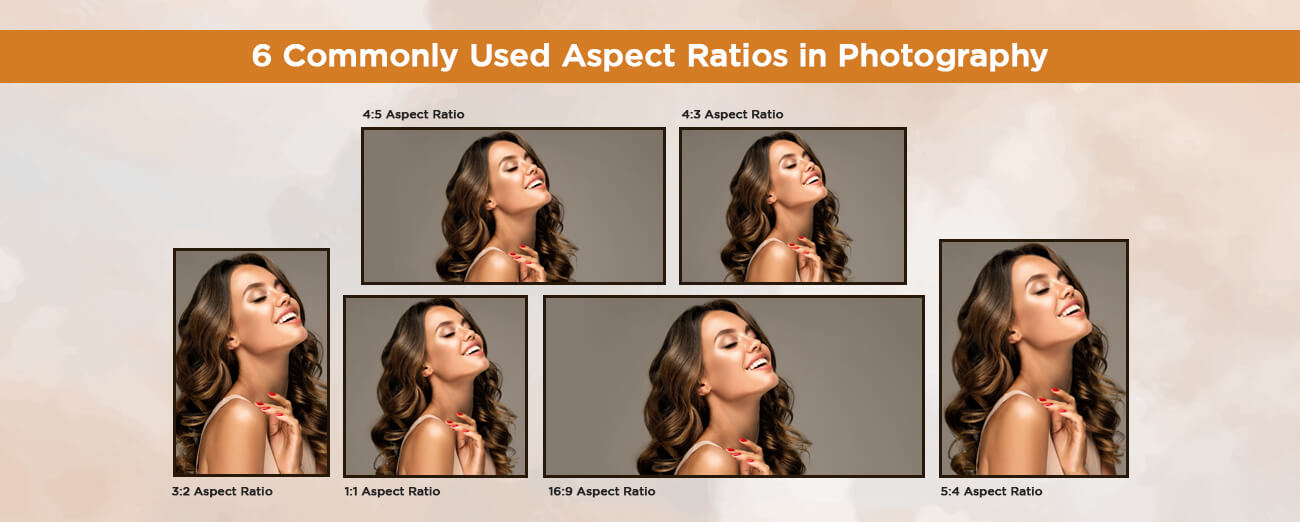 6 Commonly Used Aspect Ratios in Photography
4:5 Aspect Ratio
4:3 Aspect Ratio
3:2 Aspect Ratio
1:1 Aspect Ratio
16:9 Aspect Ratio
5:4 Aspect Ratio